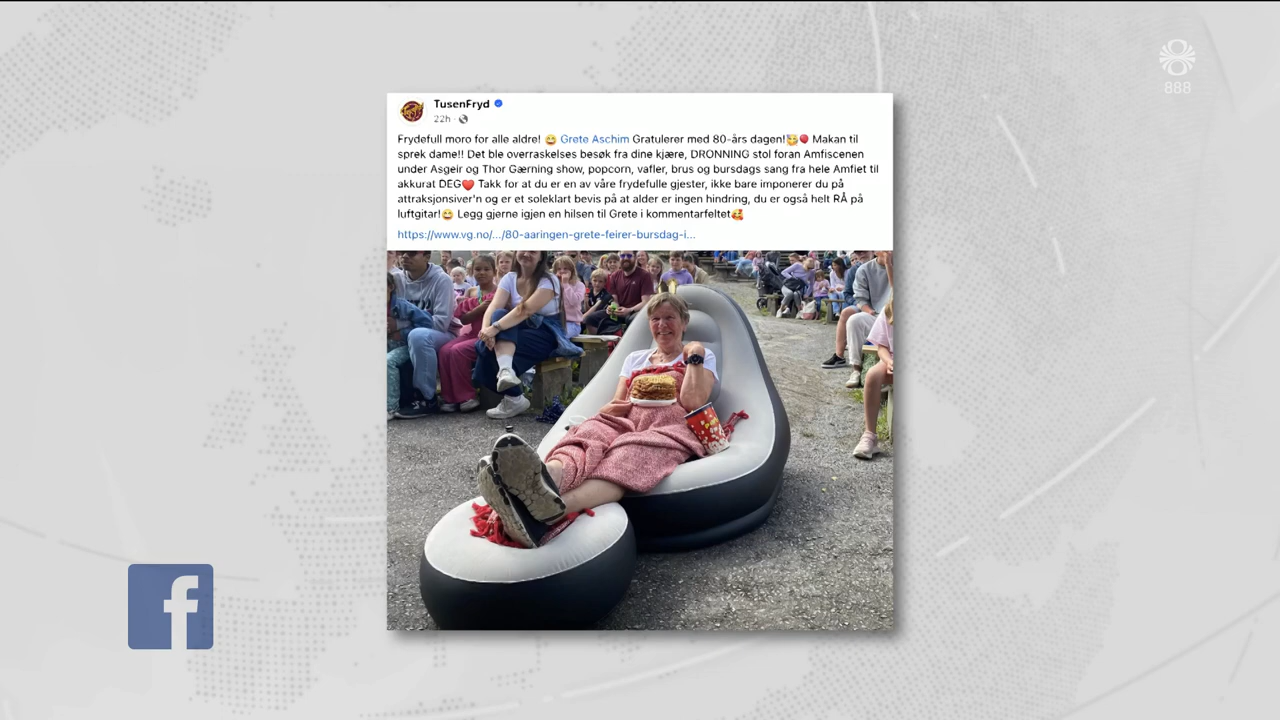 888
TusenFryd
22h ·
Frydefull moro for alle aldre! 😄 Grete Aschim Gratulerer med 80-års dagen!🥳🎈 Makan til
sprek dame!! Det ble overraskelses besøk fra dine kjære, DRONNING stol foran Amfiscenen
under Asgeir og Thor Gærning show, popcorn, vafler, brus og bursdags sang fra hele Amfiet til
akkurat DEG❤️ Takk for at du er en av våre frydefulle gjester, ikke bare imponerer du på
attraksjonsiver'n og er et soleklart bevis på at alder er ingen hindring, du er også helt RÅ på
luftgitar!😄 Legg gjerne igjen en hilsen til Grete i kommentarfeltet🥰
https://www.vg.no/.../80-aaringen-grete-feirer-bursdag-i...
f